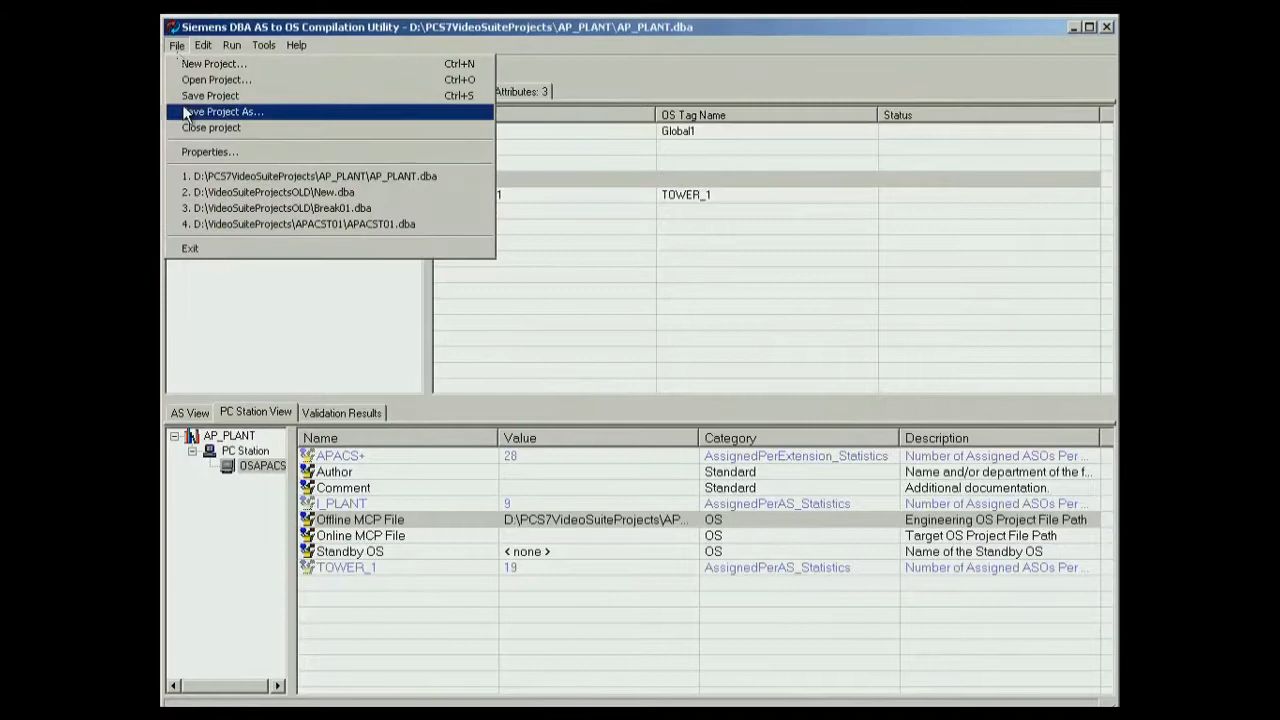 Siemens DBA AS to OS Compilation Utility - D:\PCS7VideoSuiteProjects\AP_PLANT\AP_PLANT.dba
File Edit Run Tools Help
New Project... Ctrl+N
Open Project... Ctrl+O
Save Project Ctrl+S
ave Project As...
Close project
Properties...
1. D:\PCS7VideoSuiteProjects\AP_PLANT\AP_PLANT.dba
2. D:\VideoSuiteProjectsOLD\New.dba
3. D:\VideoSuiteProjectsOLD\Break01.dba
4. D:\VideoSuiteProjects\APACST01\APACST01.dba
Exit
Attributes: 3
OS Tag Name Status
Global1
1 TOWER_1
AS View PC Station View Validation Results
AP_PLANT
PC Station
OSAPACS
Name Value Category Description
APACS+ 28 AssignedPerExtension_Statistics Number of Assigned ASOs Per ...
Author Standard Name and/or department of the f...
Comment Standard Additional documentation.
I_PLANT 9 AssignedPerAS_Statistics Number of Assigned ASOs Per ...
Offline MCP File D:\PCS7VideoSuiteProjects\AP... OS Engineering OS Project File Path
Online MCP File OS Target OS Project File Path
Standby OS < none > OS Name of the Standby OS
TOWER_1 19 AssignedPerAS_Statistics Number of Assigned ASOs Per ...